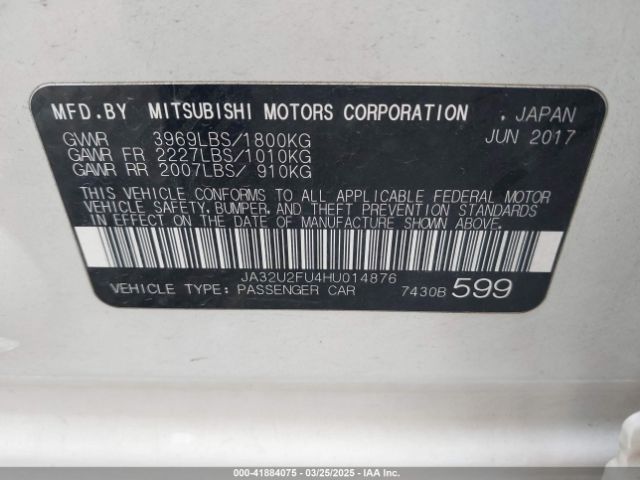 MFD.BY MITSUBISHI MOTORS CORPORATION , JAPAN
GVWR 3969LBS/1800KG JUN 2017
GAWR FR 2227LBS/1010KG
GAWR RR 2007LBS/ 910KG
THIS VEHICLE CONFORMS TO ALL APPLICABLE FEDERAL MOTOR
VEHICLE SAFETY, BUMPER, AND THEFT PREVENTION STANDARDS
IN EFFECT ON THE DATE OF MANUFACTURE SHOWN ABOVE.
JA32U2FU4HU014876
VEHICLE TYPE: PASSENGER CAR 7430B 599
000-41884075 - 03/25/2025 - IAA, Inc.